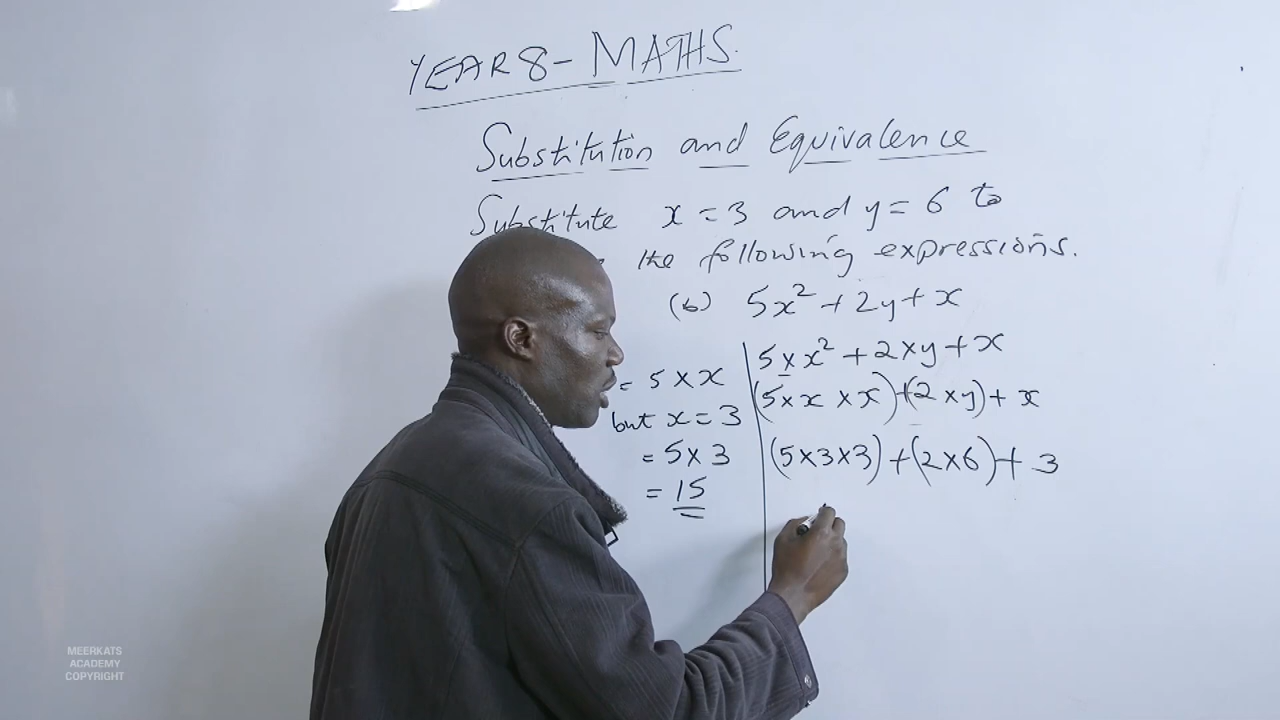 YEAR 8 - MATHS.
Substitution and Equivalence
Substitute x = 3 and y = 6 to
the following expressions.
(b) 5x² + 2y + x
= 5 × x
but x = 3
= 5 × 3
= 15
5 × x² + 2 × y + x
(5 × x × x) + (2 × y) + x
(5 × 3 × 3) + (2 × 6) + 3
MEERKATS
ACADEMY
COPYRIGHT